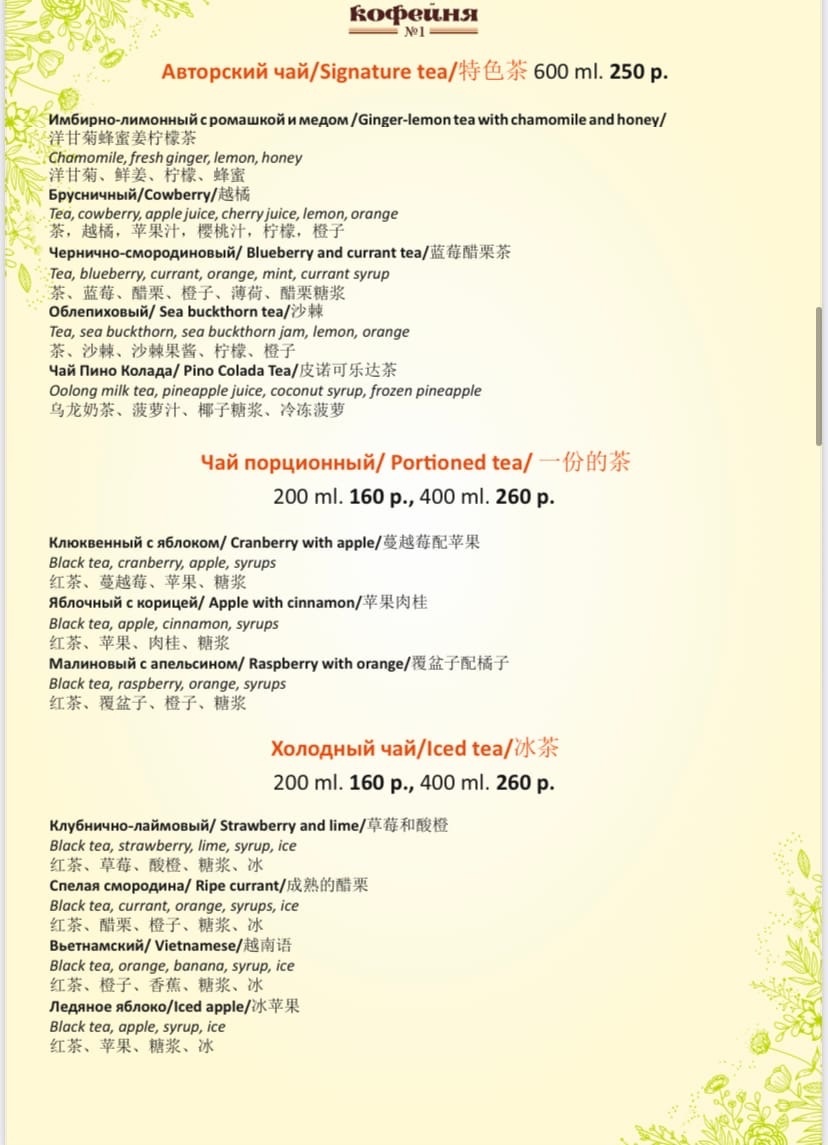 кофейня
№1
Авторский чай/Signature tea/特色茶 600 ml. 250 р.
Имбирно-лимонный с ромашкой и медом /Ginger-lemon tea with chamomile and honey/
洋甘菊蜂蜜姜柠檬茶
Chamomile, fresh ginger, lemon, honey
洋甘菊、鲜姜、柠檬、蜂蜜
Брусничный/Cowberry/越橘
Tea, cowberry, apple juice, cherry juice, lemon, orange
茶，越橘，苹果汁，樱桃汁，柠檬，橙子
Чернично-смородиновый/ Blueberry and currant tea/蓝莓醋栗茶
Tea, blueberry, currant, orange, mint, currant syrup
茶、蓝莓、醋栗、橙子、薄荷、醋栗糖浆
Облепиховый/ Sea buckthorn tea/沙棘
Tea, sea buckthorn, sea buckthorn jam, lemon, orange
茶、沙棘、沙棘果酱、柠檬、橙子
Чай Пино Колада/ Pino Colada Tea/皮诺可乐达茶
Oolong milk tea, pineapple juice, coconut syrup, frozen pineapple
乌龙奶茶、菠萝汁、椰子糖浆、冷冻菠萝
Чай порционный/ Portioned tea/ 一份的茶
200 ml. 160 р., 400 ml. 260 р.
Клюквенный с яблоком/ Cranberry with apple/蔓越莓配苹果
Black tea, cranberry, apple, syrups
红茶、蔓越莓、苹果、糖浆
Яблочный с корицей/ Apple with cinnamon/苹果肉桂
Black tea, apple, cinnamon, syrups
红茶、苹果、肉桂、糖浆
Малиновый с апельсином/ Raspberry with orange/覆盆子配橘子
Black tea, raspberry, orange, syrups
红茶、覆盆子、橙子、糖浆
Холодный чай/Iced tea/冰茶
200 ml. 160 р., 400 ml. 260 р.
Клубнично-лаймовый/ Strawberry and lime/草莓和酸橙
Black tea, strawberry, lime, syrup, ice
红茶、草莓、酸橙、糖浆、冰
Спелая смородина/ Ripe currant/成熟的醋栗
Black tea, currant, orange, syrups, ice
红茶、醋栗、橙子、糖浆、冰
Вьетнамский/ Vietnamese/越南语
Black tea, orange, banana, syrup, ice
红茶、橙子、香蕉、糖浆、冰
Ледяное яблоко/Iced apple/冰苹果
Black tea, apple, syrup, ice
红茶、苹果、糖浆、冰